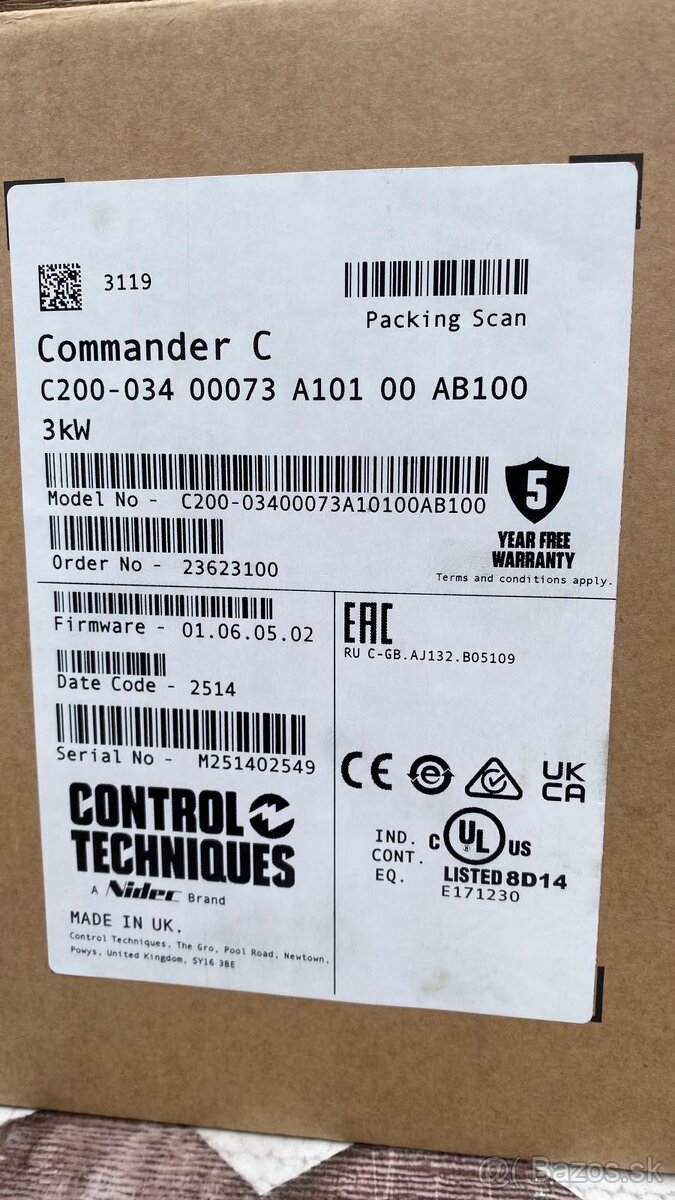 3119
Packing Scan
Commander C
C200-034 00073 A101 00 AB100
3kW
Model No - C200-03400073A10100AB100
5
YEAR FREE
WARRANTY
Terms and conditions apply.
Order No - 23623100
Firmware - 01.06.05.02
Date Code - 2514
Serial No - M251402549
EAC
RU C-GB.AJ132.B05109
CE
e
UK
CA
IND.
CONT.
EQ.
C UL US
®
LISTED 8D14
E171230
CONTROL
TECHNIQUES
A Nidec Brand
MADE IN UK.
Control Techniques, The Gro, Pool Road, Newtown,
Powys, United Kingdom, SY16 3BE
@( Bazos.sk